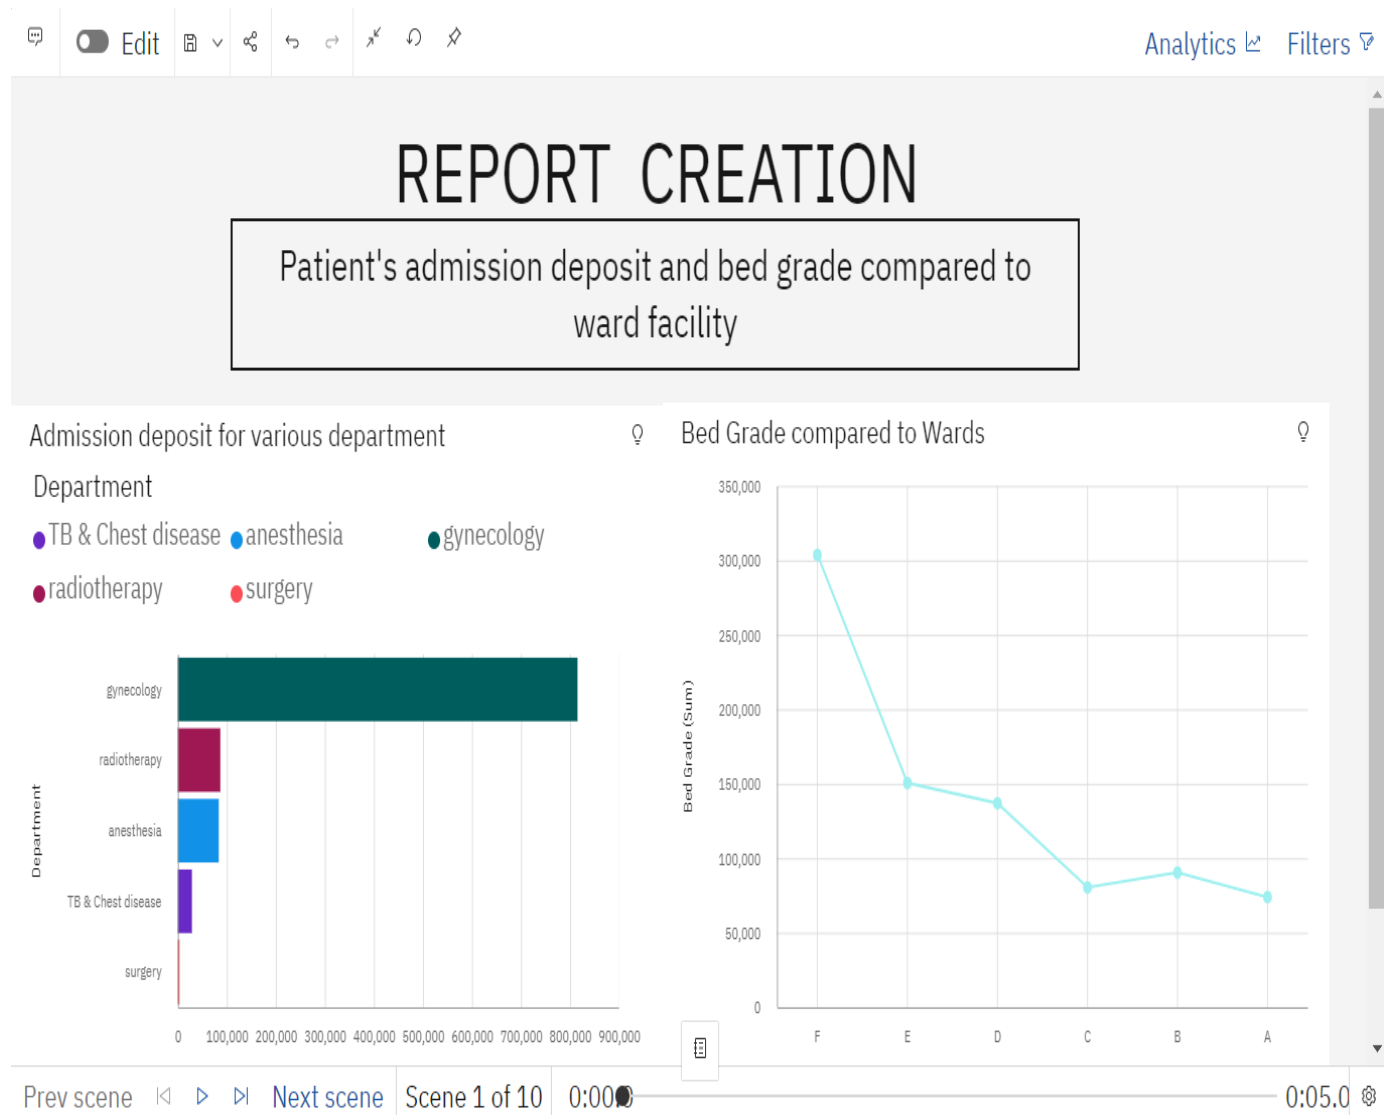 Edit
Analytics
Filters
REPORT CREATION
Patient's admission deposit and bed grade compared to
ward facility
Admission deposit for various department
Department
TB & Chest disease
anesthesia
gynecology
radiotherapy
surgery
Department
gynecology
radiotherapy
anesthesia
TB & Chest disease
surgery
0 100,000 200,000 300,000 400,000 500,000 600,000 700,000 800,000 900,000
Bed Grade compared to Wards
Bed Grade (Sum)
350,000
300,000
250,000
200,000
150,000
100,000
50,000
0
F E D C B A
Prev scene
Next scene
Scene 1 of 10
0:00.0
0:05.0